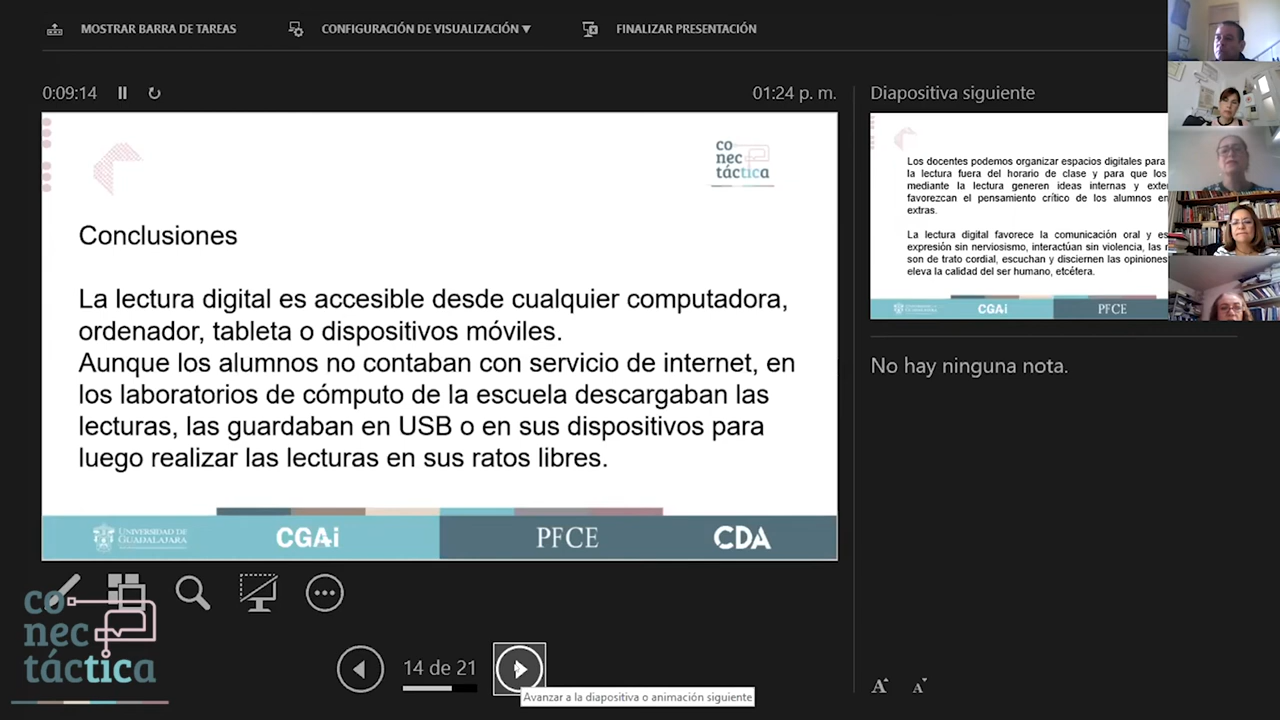 MOSTRAR BARRA DE TAREAS
CONFIGURACIÓN DE VISUALIZACIÓN ▼
FINALIZAR PRESENTACIÓN
0:09:14
01:24 p. m.
co
nec
táctica
Conclusiones
La lectura digital es accesible desde cualquier computadora,
ordenador, tableta o dispositivos móviles.
Aunque los alumnos no contaban con servicio de internet, en
los laboratorios de cómputo de la escuela descargaban las
lecturas, las guardaban en USB o en sus dispositivos para
luego realizar las lecturas en sus ratos libres.
UNIVERSIDAD DE
GUADALAJARA
CGAi
PFCE
CDA
Diapositiva siguiente
Los docentes podemos organizar espacios digitales para
la lectura fuera del horario de clase y para que los
mediante la lectura generen ideas internas y
favorezcan el pensamiento crítico de los alumnos en
extras.
La lectura digital favorece la comunicación oral y
expresión sin nerviosismo, interactúan sin violencia, las
son de trato cordial, escuchan y disciernen las opiniones
eleva la calidad del ser humano, etcétera.
CGAi
PFCE
No hay ninguna nota.
co
nec
táctica
14 de 21
Avanzar a la diapositiva o animación siguiente
A A